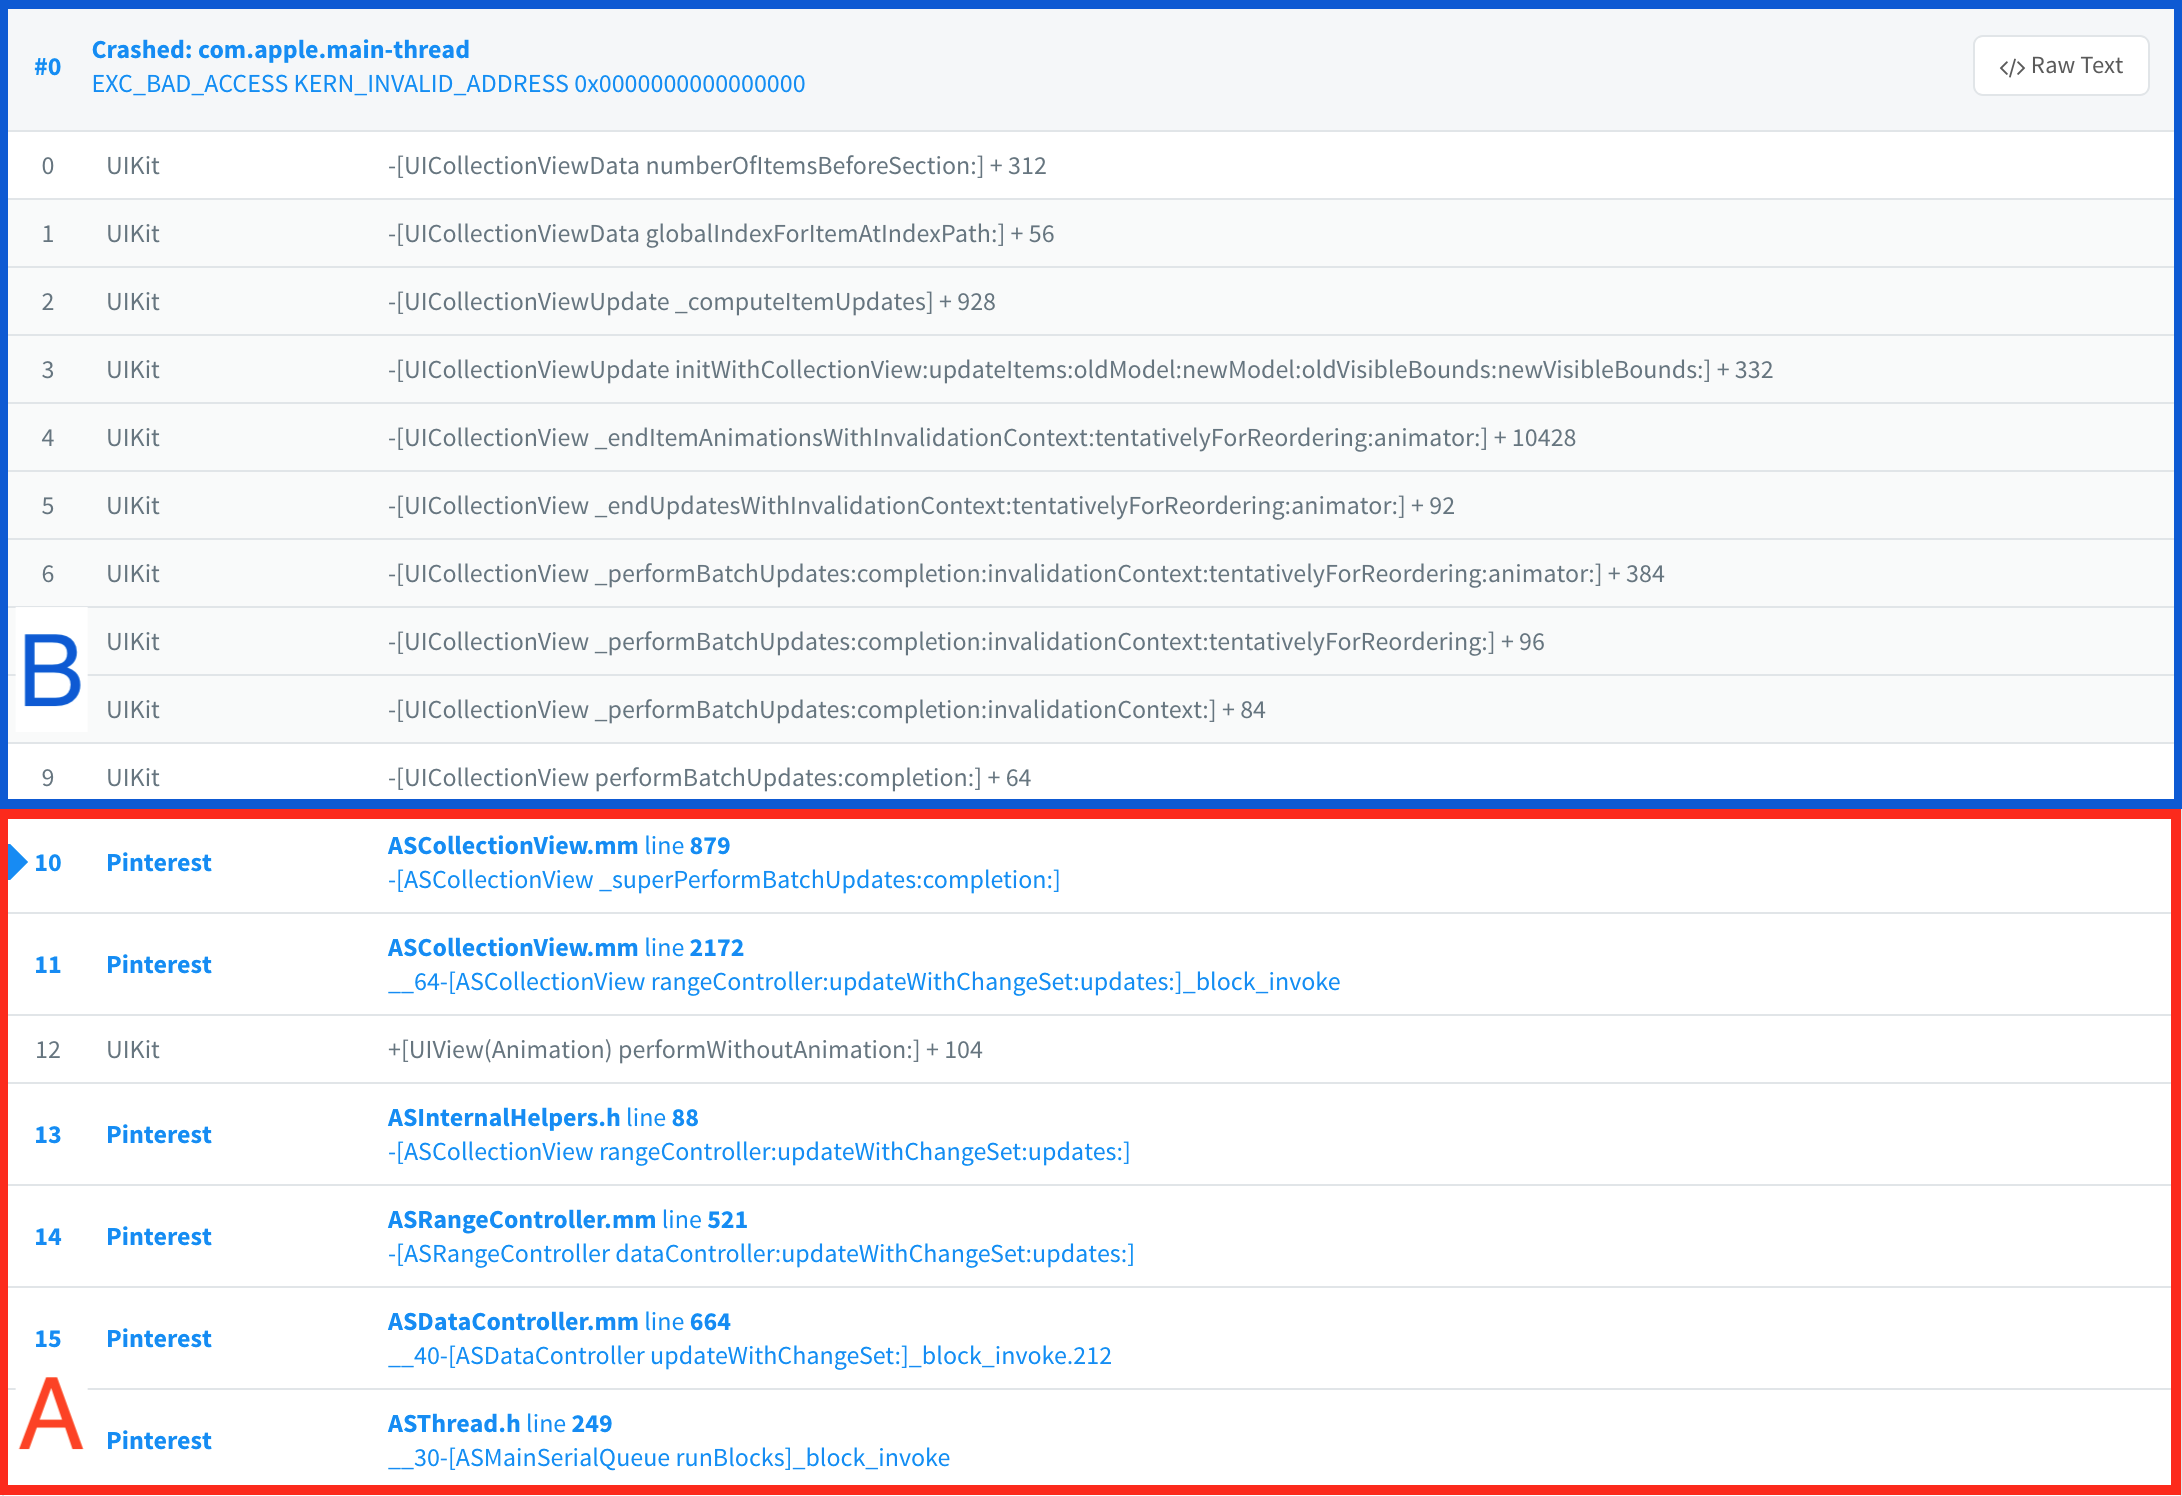 #0 Crashed: com.apple.main-thread
EXC_BAD_ACCESS KERN_INVALID_ADDRESS 0x0000000000000000
</> Raw Text
0 UIKit -[UICollectionViewData numberOfItemsBeforeSection:] + 312
1 UIKit -[UICollectionViewData globalIndexForItemAtIndexPath:] + 56
2 UIKit -[UICollectionViewUpdate _computeItemUpdates] + 928
3 UIKit -[UICollectionViewUpdate initWithCollectionView:updateItems:oldModel:newModel:oldVisibleBounds:newVisibleBounds:] + 332
4 UIKit -[UICollectionView _endItemAnimationsWithInvalidationContext:tentativelyForReordering:animator:] + 10428
5 UIKit -[UICollectionView _endUpdatesWithInvalidationContext:tentativelyForReordering:animator:] + 92
6 UIKit -[UICollectionView _performBatchUpdates:completion:invalidationContext:tentativelyForReordering:animator:] + 384
UIKit -[UICollectionView _performBatchUpdates:completion:invalidationContext:tentativelyForReordering:] + 96
B
UIKit -[UICollectionView _performBatchUpdates:completion:invalidationContext:] + 84
9 UIKit -[UICollectionView performBatchUpdates:completion:] + 64
10 Pinterest ASCollectionView.mm line 879
-[ASCollectionView _superPerformBatchUpdates:completion:]
11 Pinterest ASCollectionView.mm line 2172
__64-[ASCollectionView rangeController:updateWithChangeSet:updates:]_block_invoke
12 UIKit +[UIView(Animation) performWithoutAnimation:] + 104
13 Pinterest ASInternalHelpers.h line 88
-[ASCollectionView rangeController:updateWithChangeSet:updates:]
14 Pinterest ASRangeController.mm line 521
-[ASRangeController dataController:updateWithChangeSet:updates:]
15 Pinterest ASDataController.mm line 664
__40-[ASDataController updateWithChangeSet:]_block_invoke.212
A
Pinterest ASThread.h line 249
__30-[ASMainSerialQueue runBlocks]_block_invoke